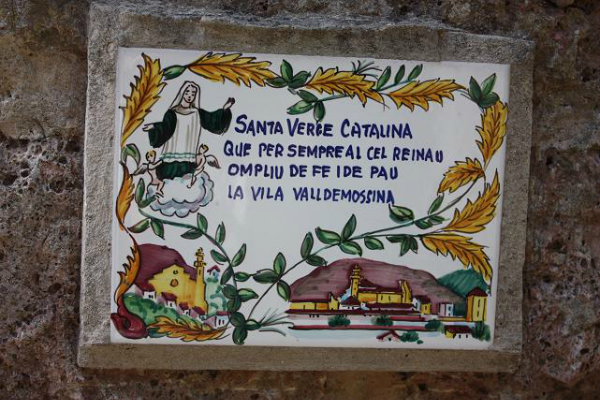 SANTA VERGE CATALINA
QUE PER SEMPRE AL CEL REINAU
OMPLIU DE FE I DE PAU
LA VILA VALLDEMOSSINA